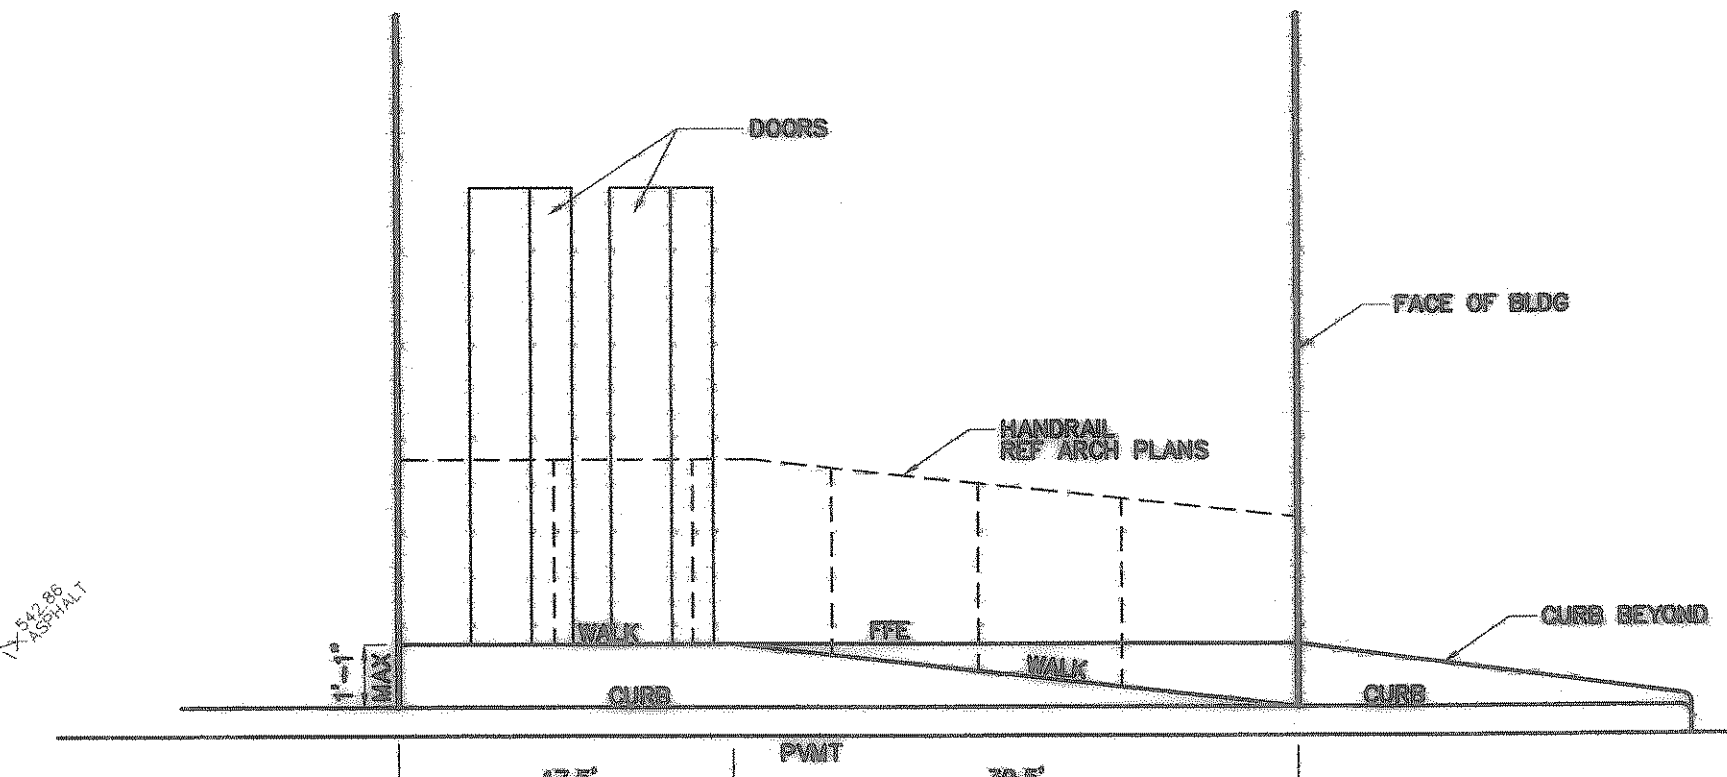 DOORS
FACE OF BLDG
HANDRAIL
REF ARCH PLANS
542.86
ASPHALT
CURB BEYOND
WALK
FFE
1'-1"
MAX
WALK
CURB
CURB
PVMT